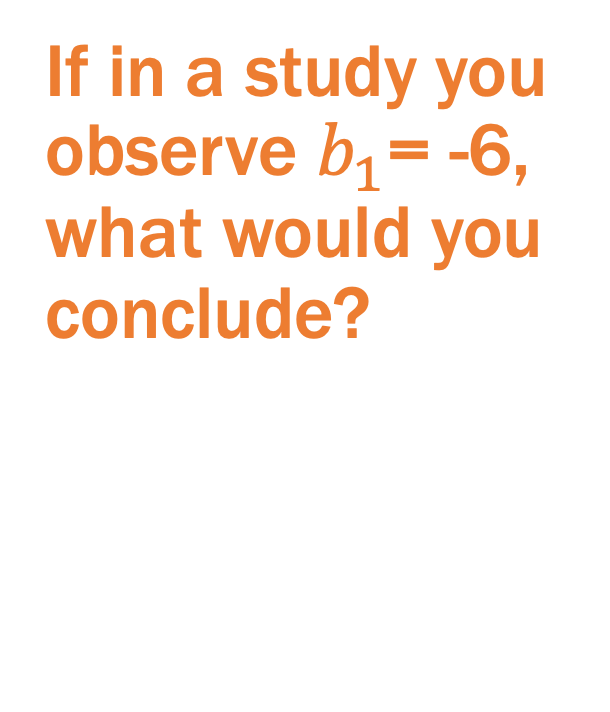 If in a study you
observe b₁= -6,
what would you
conclude?